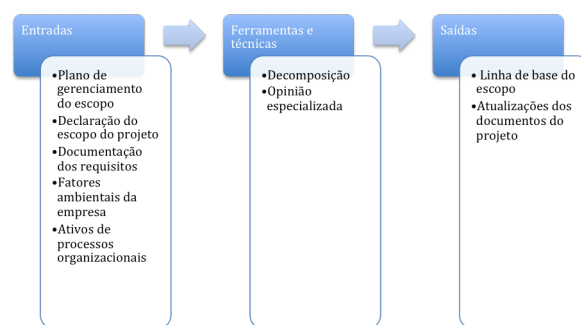 Entradas
•Plano de
gerenciamento
do escopo
•Declaração do
escopo do projeto
•Documentação
dos requisitos
•Fatores
ambientais da
empresa
•Ativos de
processos
organizacionais
Ferramentas e
técnicas
•Decomposição
•Opinião
especializada
Saídas
• Linha de base do
escopo
•Atualizações dos
documentos do
projeto